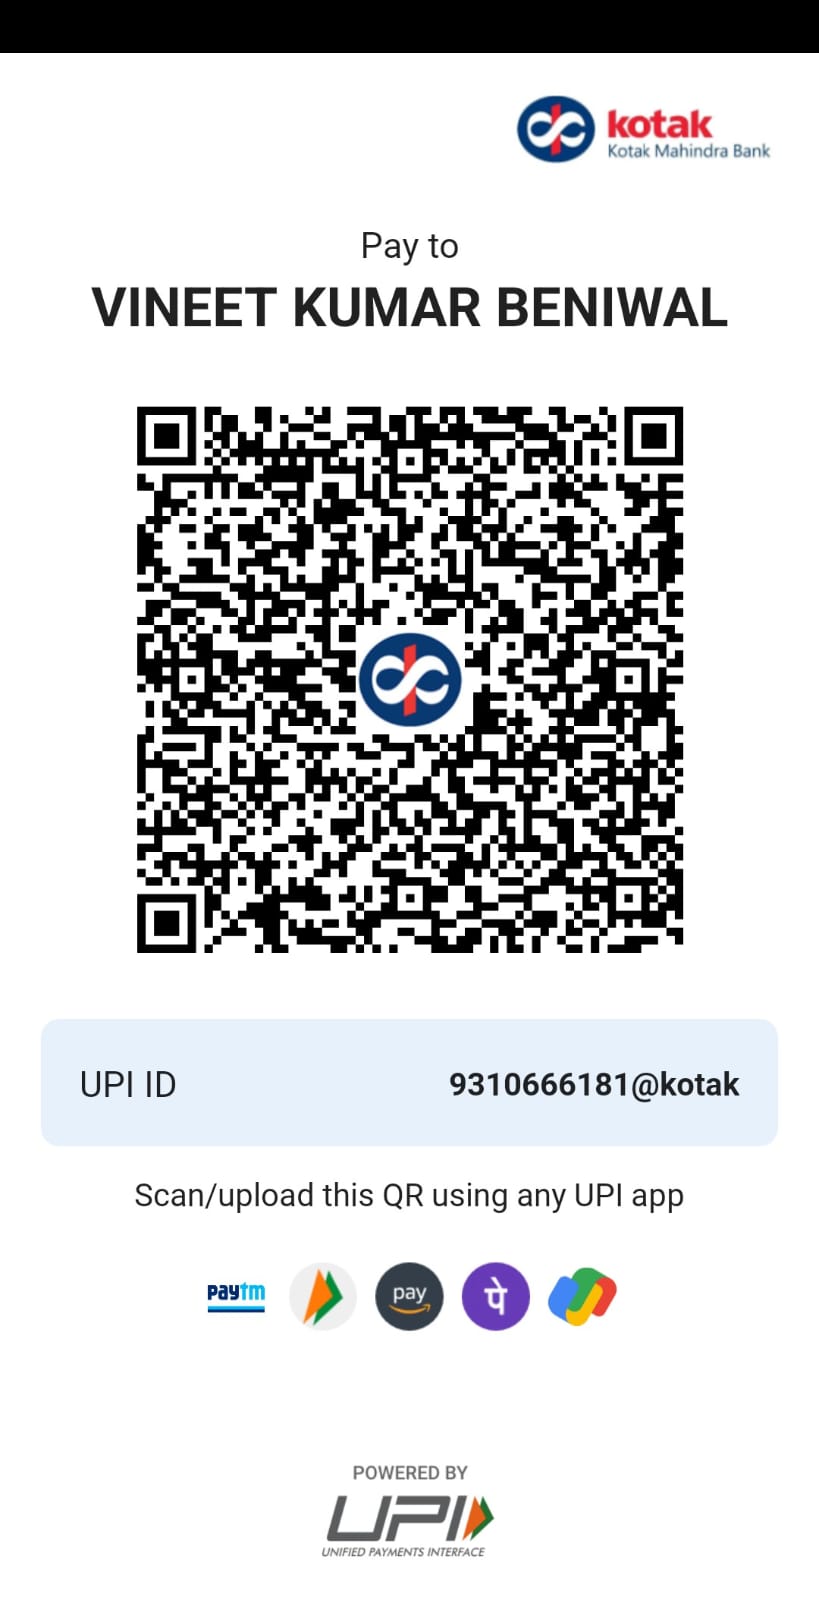 kotak
Kotak Mahindra Bank
Pay to
VINEET KUMAR BENIWAL
UPI ID 9310666181@kotak
Scan/upload this QR using any UPI app
paytm pay पे
POWERED BY
UPI
UNIFIED PAYMENTS INTERFACE